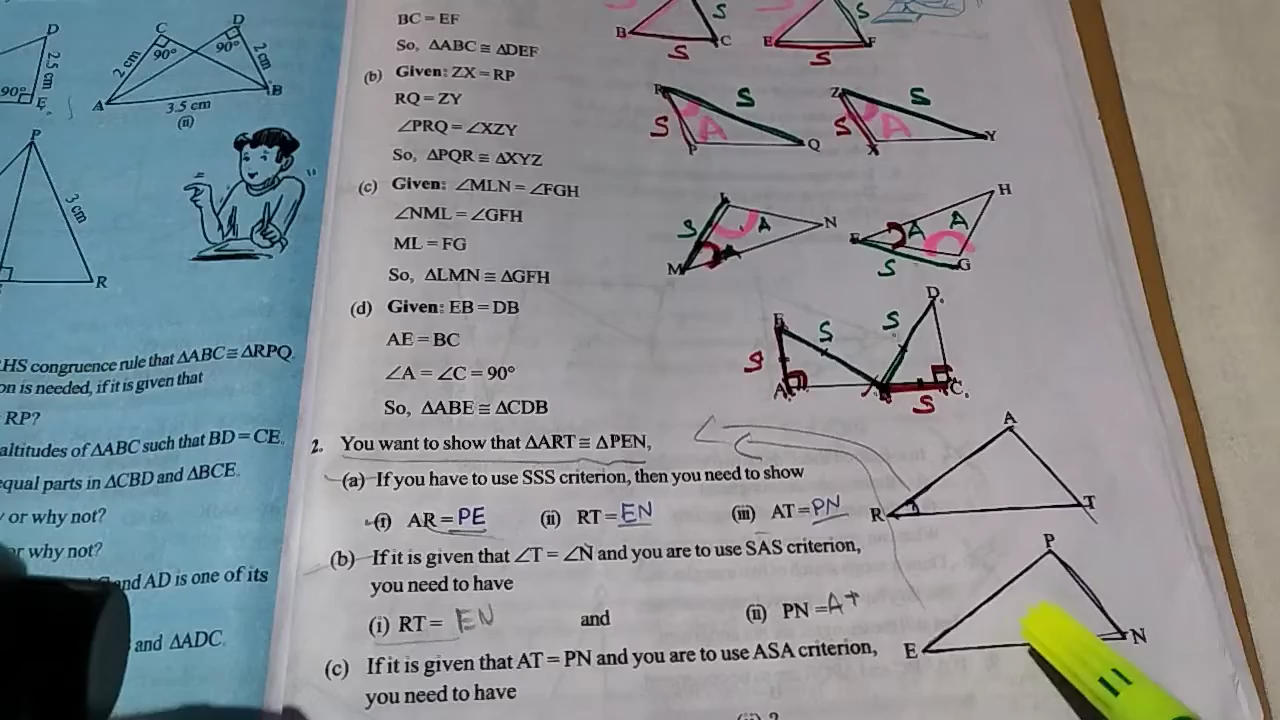 D
2.5 cm
90°
E
C
D
90°
90°
2 cm
2 cm
A
B
3.5 cm
(ii)
P
3 cm
R
HS congruence rule that ΔABC ≅ ΔRPQ.
on is needed, if it is given that
RP?
altitudes of ΔABC such that BD = CE.
equal parts in ΔCBD and ΔBCE.
or why not?
or why not?
and AD is one of its
and ΔADC.
BC = EF
So, ΔABC ≅ ΔDEF
(b) Given: ZX = RP
RQ = ZY
∠PRQ = ∠XZY
So, ΔPQR ≅ ΔXYZ
(c) Given: ∠MLN = ∠FGH
∠NML = ∠GFH
ML = FG
So, ΔLMN ≅ ΔGFH
(d) Given: EB = DB
AE = BC
∠A = ∠C = 90°
So, ΔABE ≅ ΔCDB
B S C S
E S F S
R S S A P Q
Z S S A X Y
L S A A M N
H A A F S G
E S S A B
D. S S C.
2. You want to show that ΔART ≅ ΔPEN,
(a) If you have to use SSS criterion, then you need to show
(i) AR = PE (ii) RT = EN (iii) AT = PN
(b) If it is given that ∠T = ∠N and you are to use SAS criterion,
you need to have
(i) RT = EN and (ii) PN = AT
(c) If it is given that AT = PN and you are to use ASA criterion,
you need to have
(ii) ?
A
R
T
P
E
N